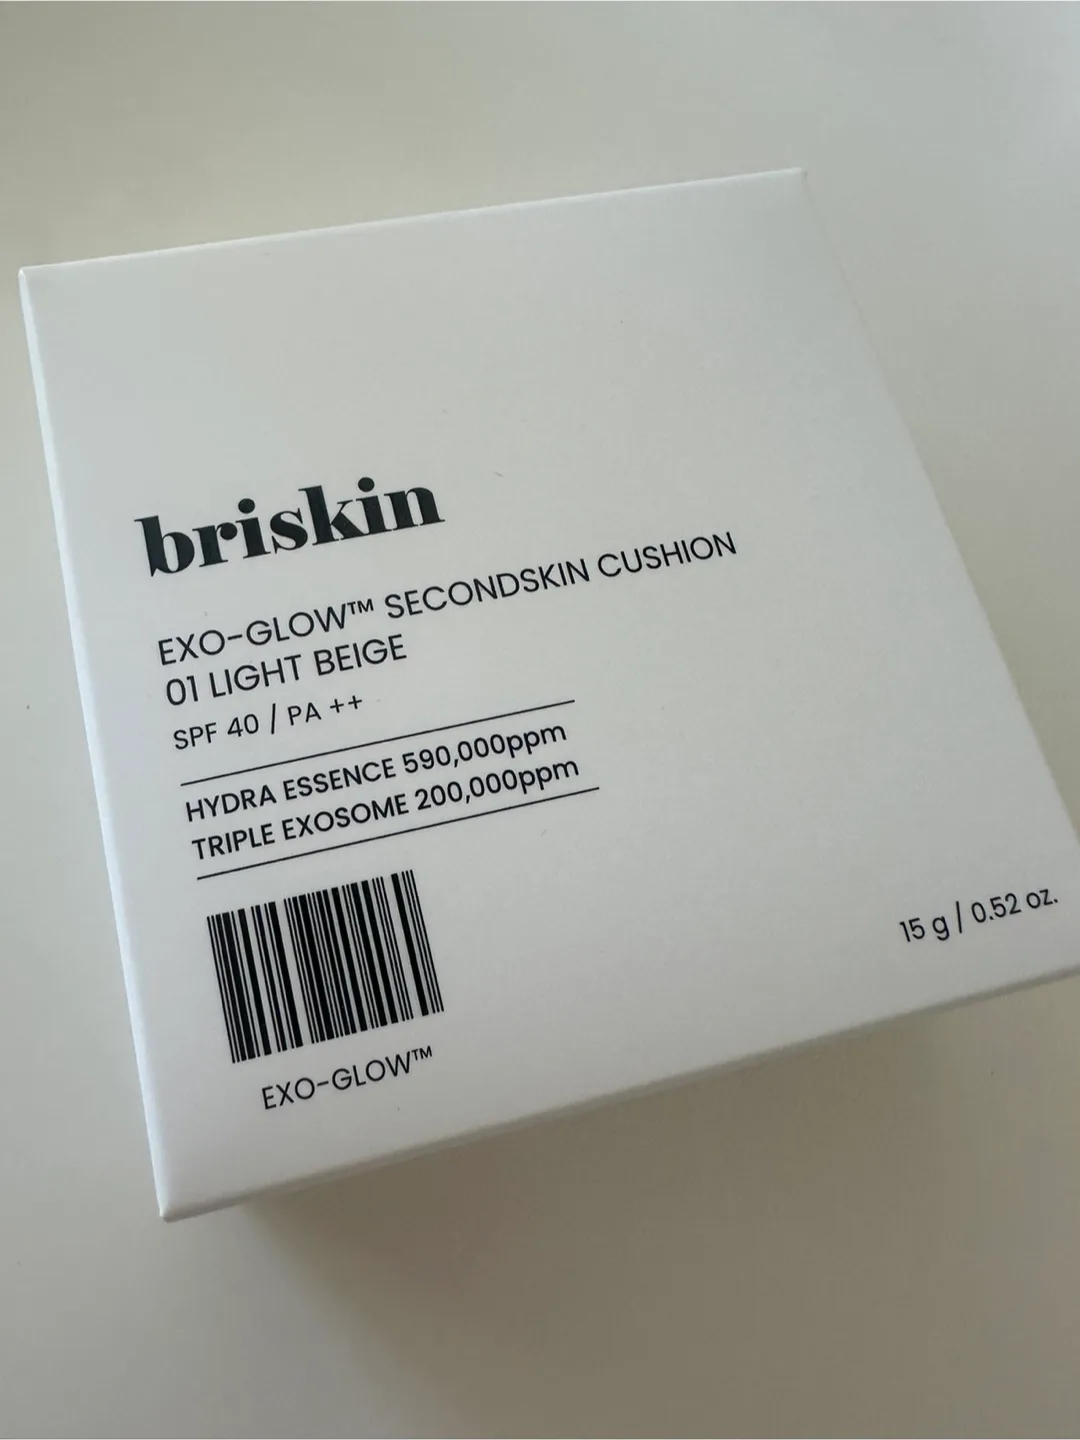 briskin
EXO-GLOW™ SECONDSKIN CUSHION
01 LIGHT BEIGE
SPF 40 / PA ++
HYDRA ESSENCE 590,000ppm
TRIPLE EXOSOME 200,000ppm
EXO-GLOW™
15 g / 0.52 oz.